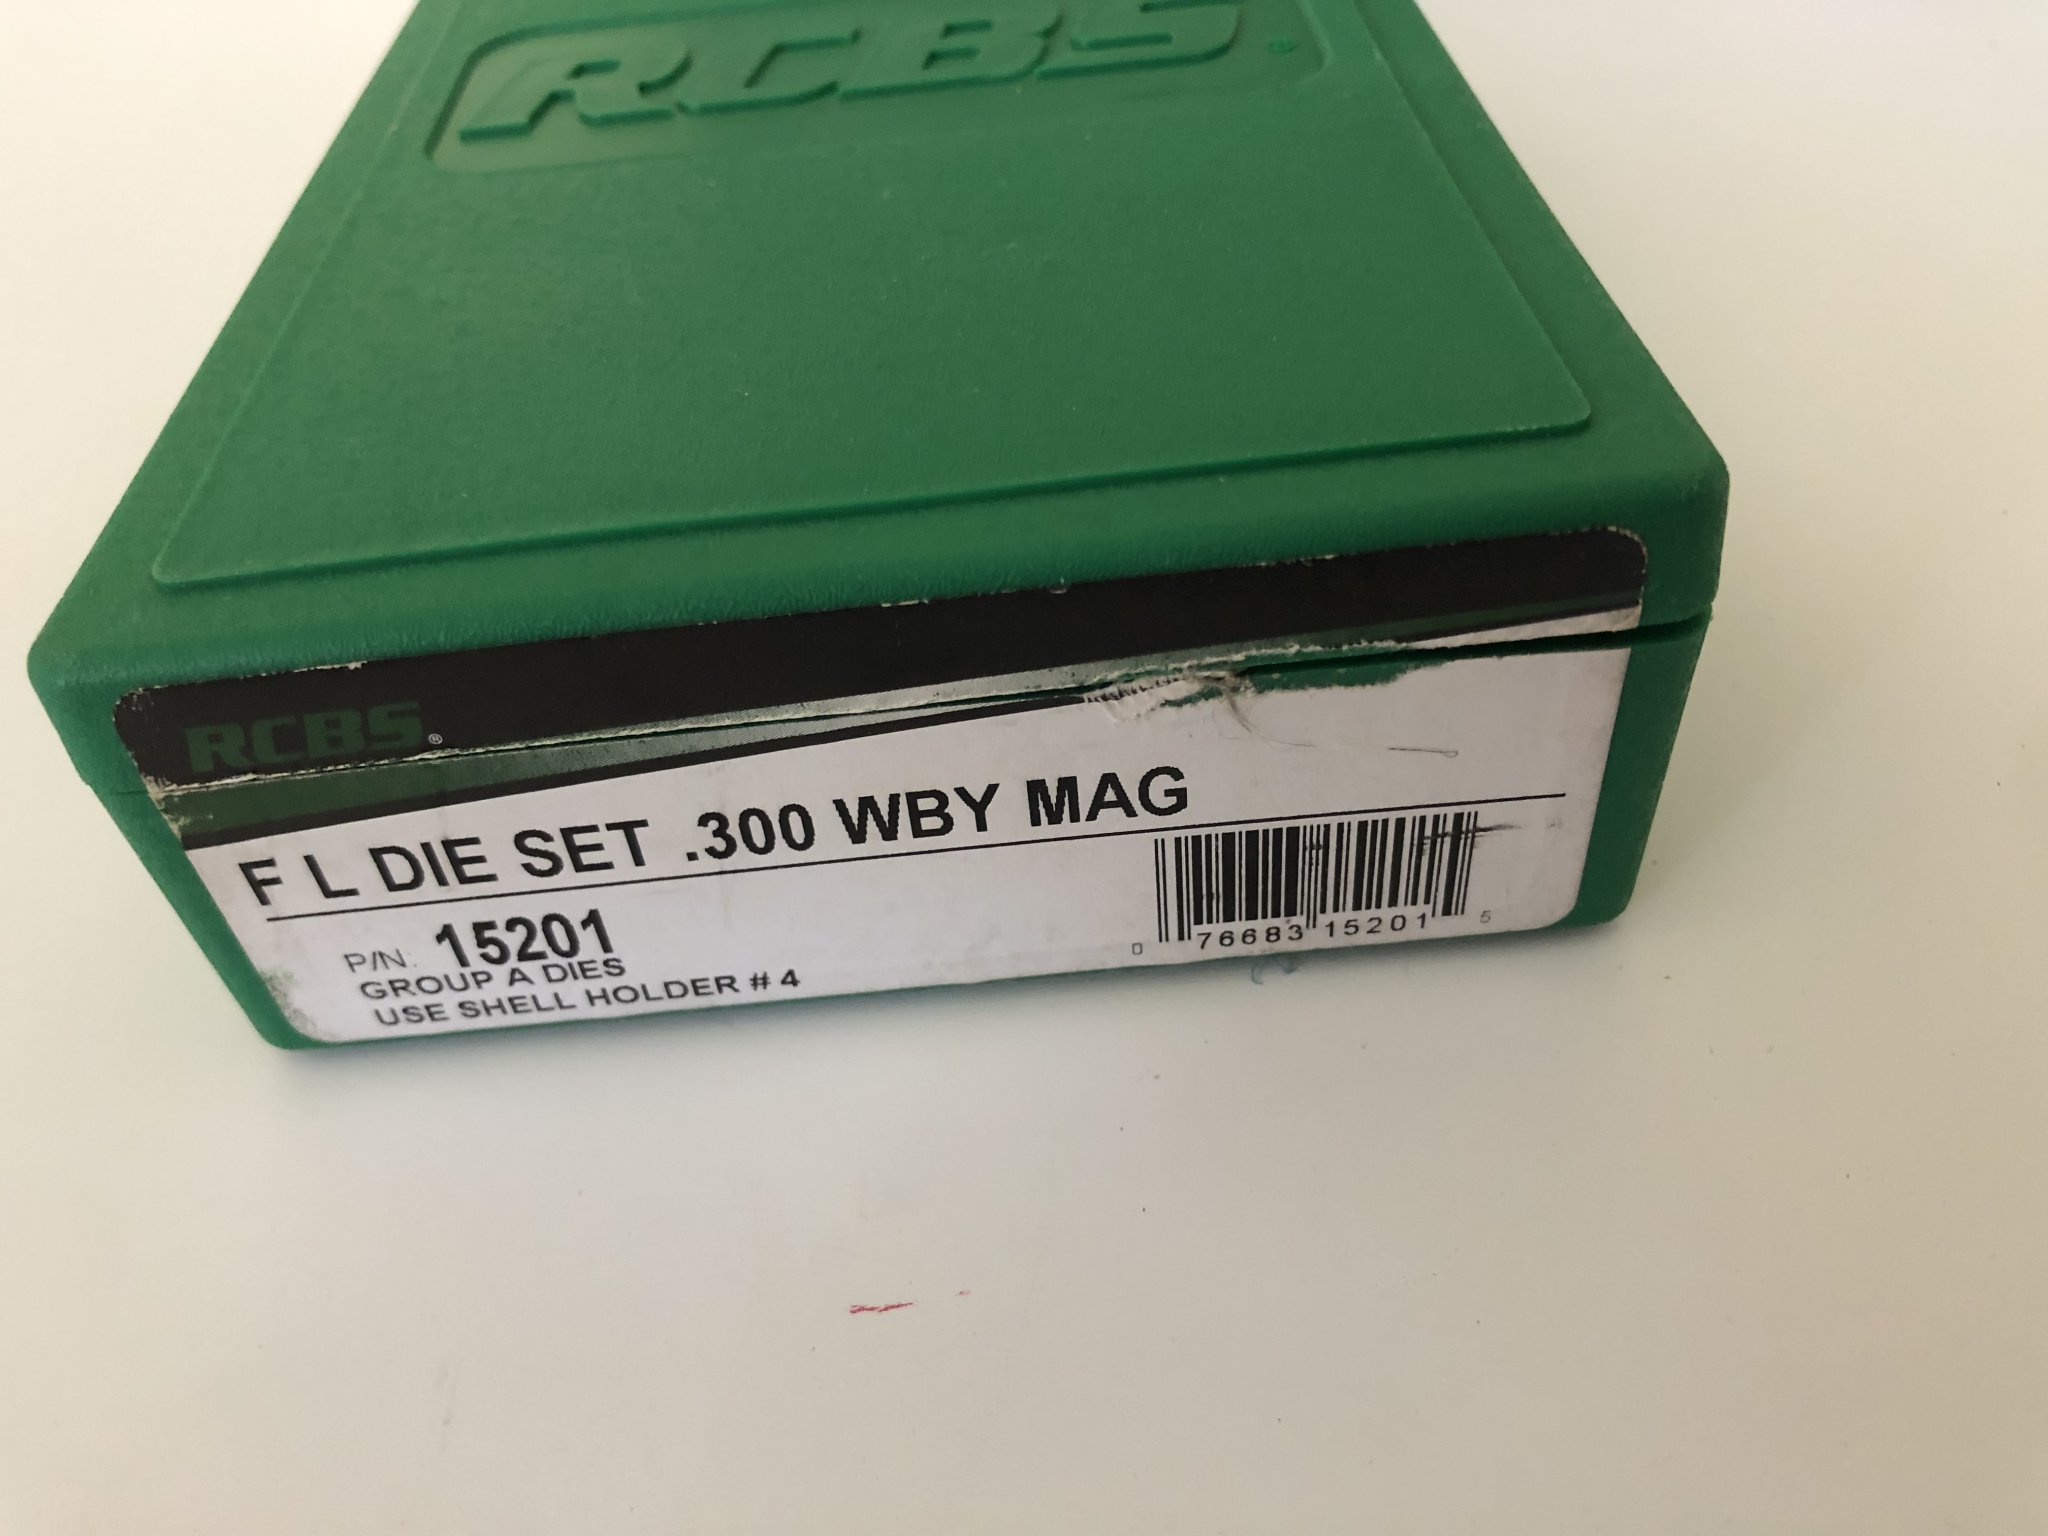 RCBS.
RCBS®
F L DIE SET .300 WBY MAG
P/N: 15201
GROUP A DIES
USE SHELL HOLDER # 4
0 76683 15201 5